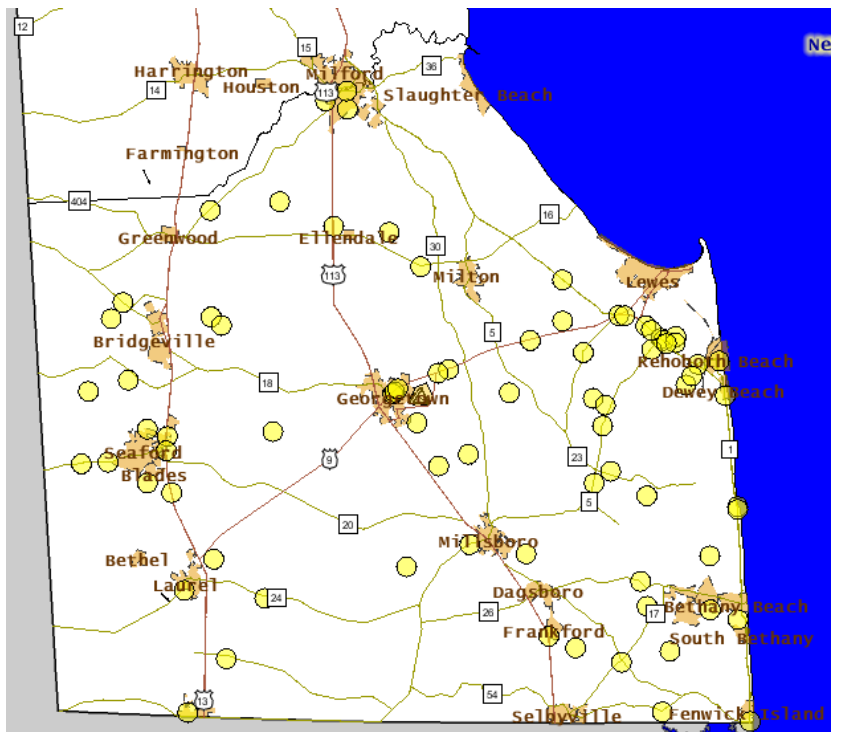 12
15
Ne
36
Harrington
Milford
14
Houston
113
Slaughter Beach
Farmington
404
16
Greenwood
Ellendale
30
113
Milton
Lewes
5
Bridgeville
Rehoboth Beach
18
Dewey Beach
Georgetown
Seaford
1
9
23
Blades
5
20
Millsboro
Bethel
Laurel
24
Dagsboro
26
Bethany Beach
17
Frankford
South Bethany
54
13
Selbyville
Fenwick Island